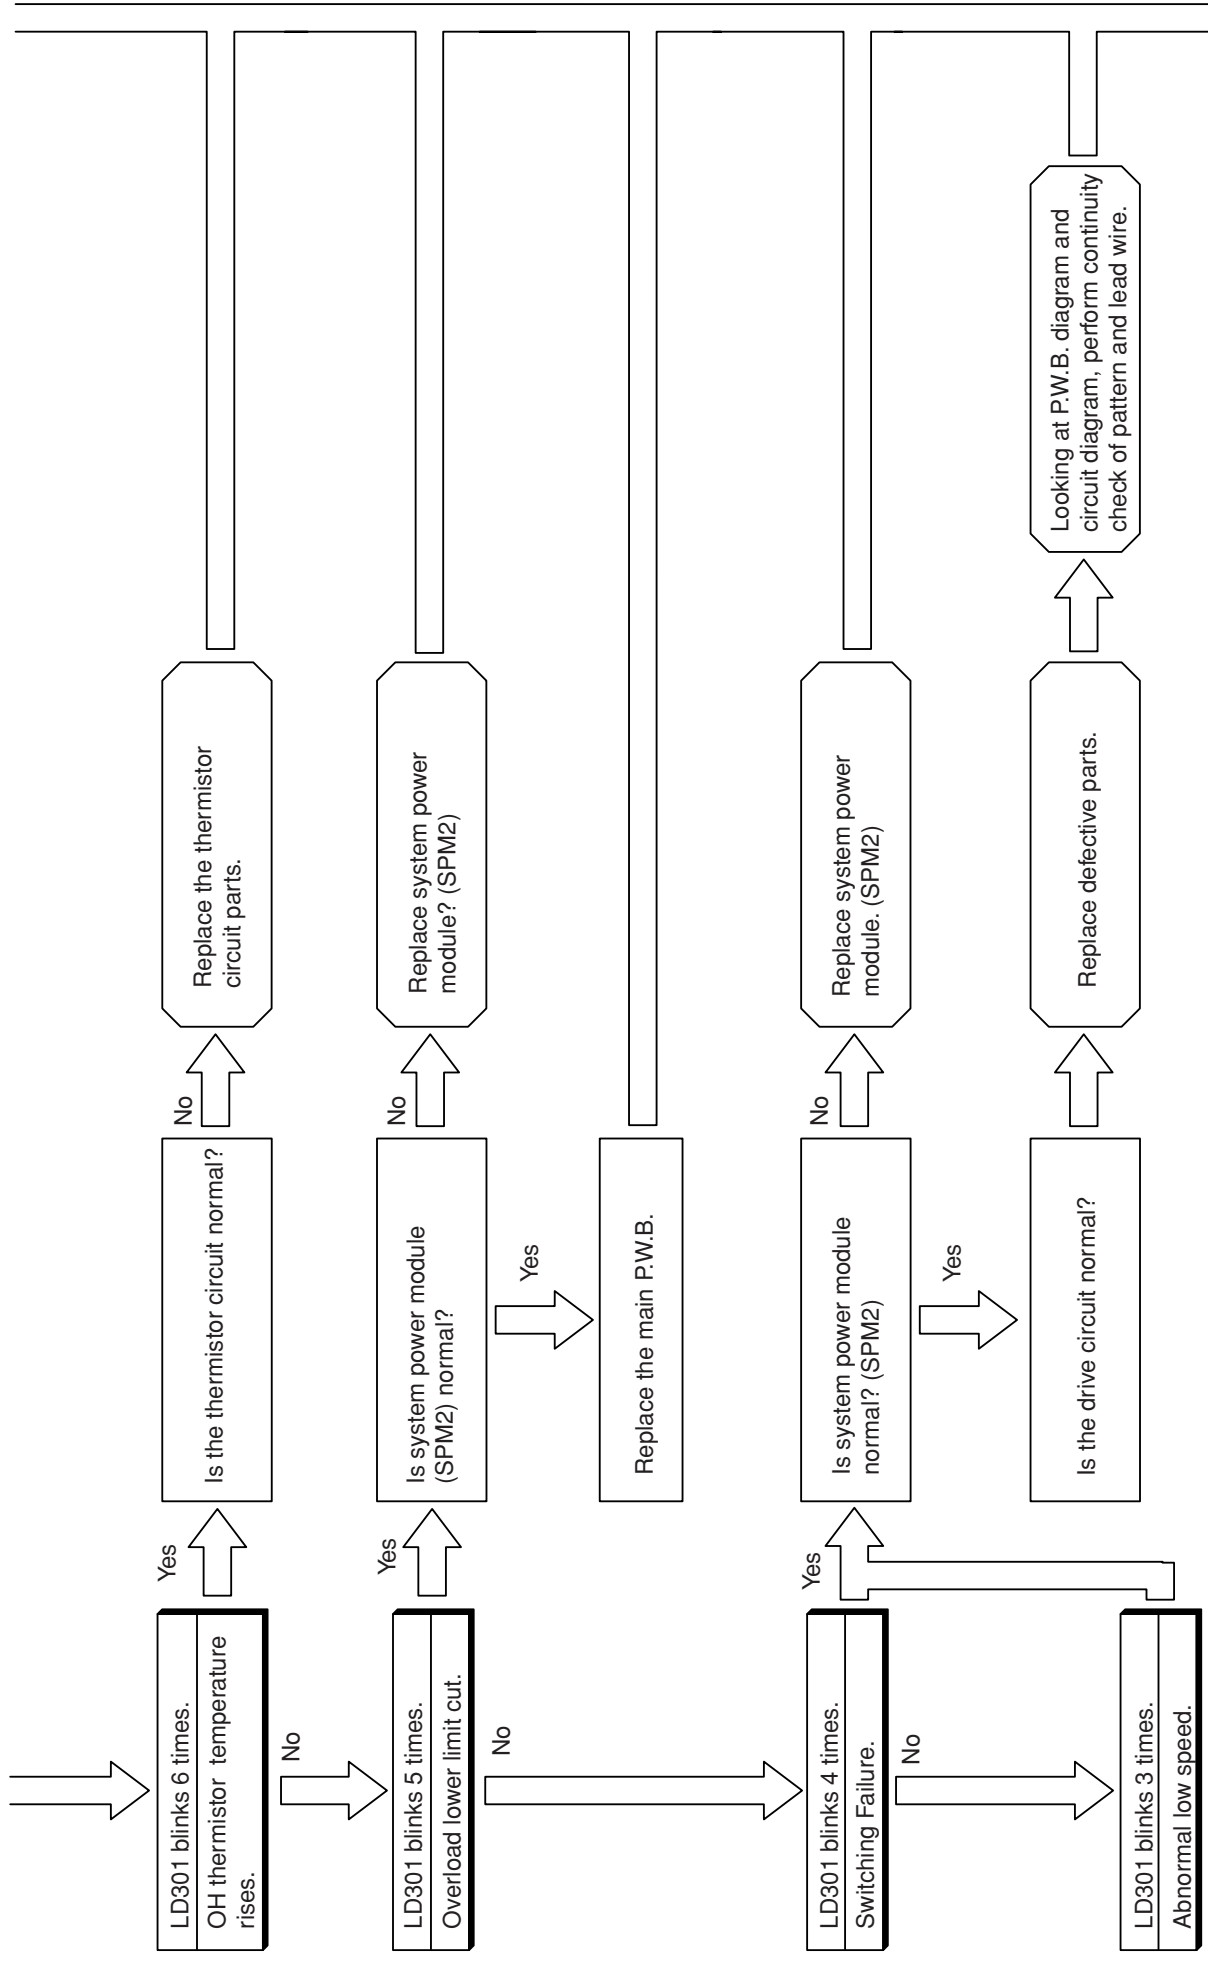 LD301 blinks 6 times.
OH thermistor temperature
rises.
Yes
Is the thermistor circuit normal?
No
Replace the thermistor
circuit parts.
No
LD301 blinks 5 times.
Overload lower limit cut.
Yes
Is system power module
(SPM2) normal?
No
Replace system power
module? (SPM2)
Yes
Replace the main P.W.B.
No
LD301 blinks 4 times.
Switching Failure.
Yes
Is system power module
normal? (SPM2)
No
Replace system power
module. (SPM2)
Yes
Is the drive circuit normal?
Replace defective parts.
Looking at P.W.B. diagram and
circuit diagram, perform continuity
check of pattern and lead wire.
No
LD301 blinks 3 times.
Abnormal low speed.